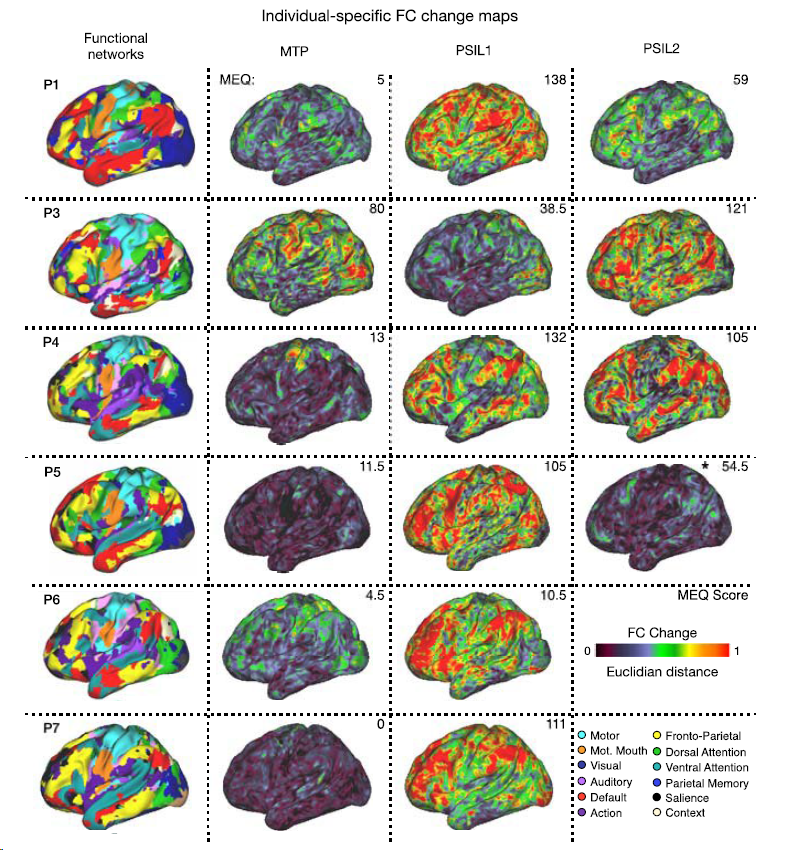 Individual-specific FC change maps
Functional
networks
MTP
PSIL1
PSIL2
P1
MEQ:
5
138
59
P3
80
38.5
121
P4
13
132
105
P5
11.5
105
* 54.5
P6
4.5
10.5
MEQ Score
FC Change
0
1
Euclidian distance
P7
0
111
Motor
Fronto-Parietal
Mot. Mouth
Dorsal Attention
Visual
Ventral Attention
Auditory
Parietal Memory
Default
Salience
Action
Context